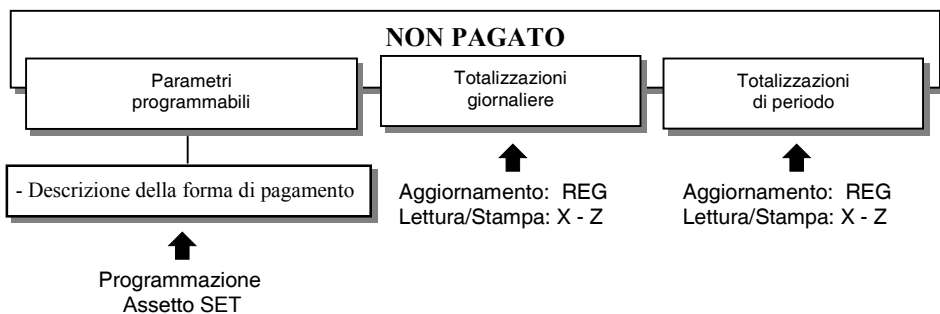 NON PAGATO
Parametri
programmabili
Totalizzazioni
giornaliere
Totalizzazioni
di periodo
- Descrizione della forma di pagamento
Aggiornamento: REG
Lettura/Stampa: X - Z
Aggiornamento: REG
Lettura/Stampa: X - Z
Programmazione
Assetto SET